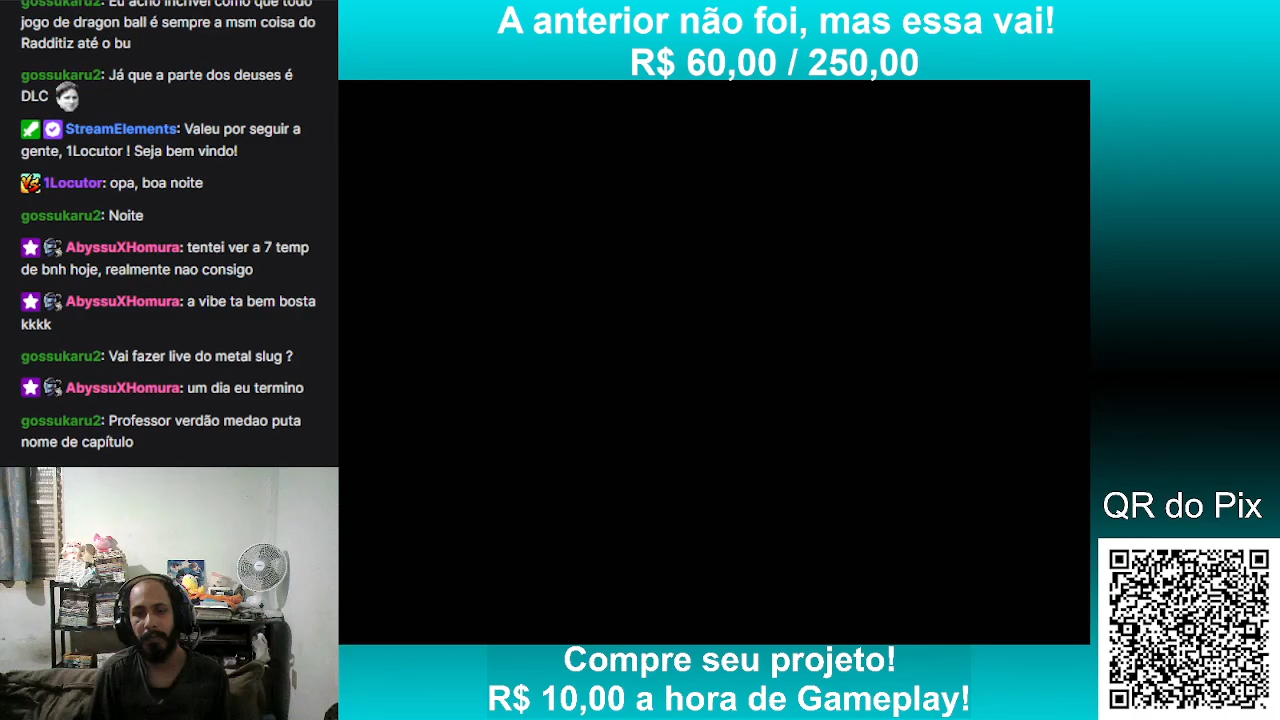 gossukaru2: Eu acho incrível como que todo
jogo de dragon ball é sempre a msm coisa do
Radditiz até o bu
gossukaru2: Já que a parte dos deuses é
DLC
StreamElements: Valeu por seguir a
gente, 1Locutor ! Seja bem vindo!
1Locutor: opa, boa noite
gossukaru2: Noite
AbyssuXHomura: tentei ver a 7 temp
de bnh hoje, realmente nao consigo
AbyssuXHomura: a vibe ta bem bosta
kkkk
gossukaru2: Vai fazer live do metal slug ?
AbyssuXHomura: um dia eu termino
gossukaru2: Professor verdão medao puta
nome de capítulo
A anterior não foi, mas essa vai!
R$ 60,00 / 250,00
QR do Pix
Compre seu projeto!
R$ 10,00 a hora de Gameplay!